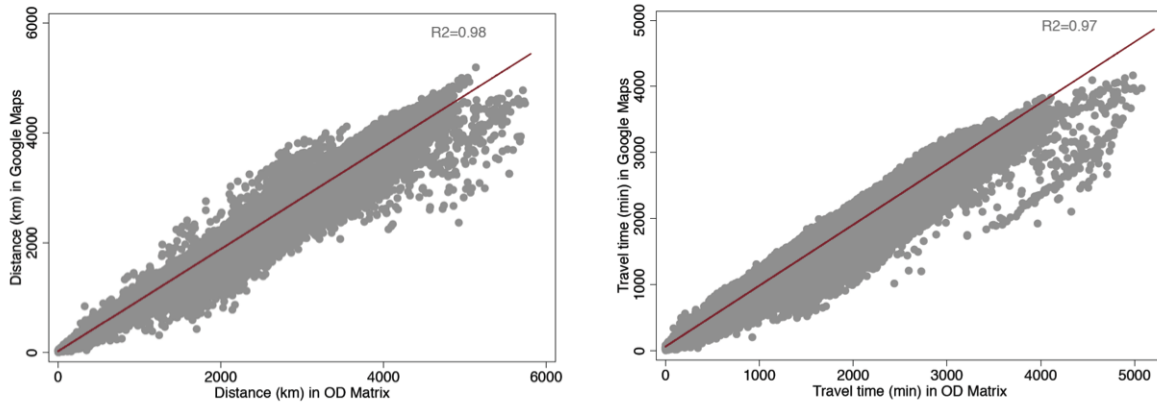 R2=0.98
Distance (km) in Google Maps
6000
4000
2000
0
0 2000 4000 6000
Distance (km) in OD Matrix
R2=0.97
Travel time (min) in Google Maps
5000
4000
3000
2000
1000
0
0 1000 2000 3000 4000 5000
Travel time (min) in OD Matrix